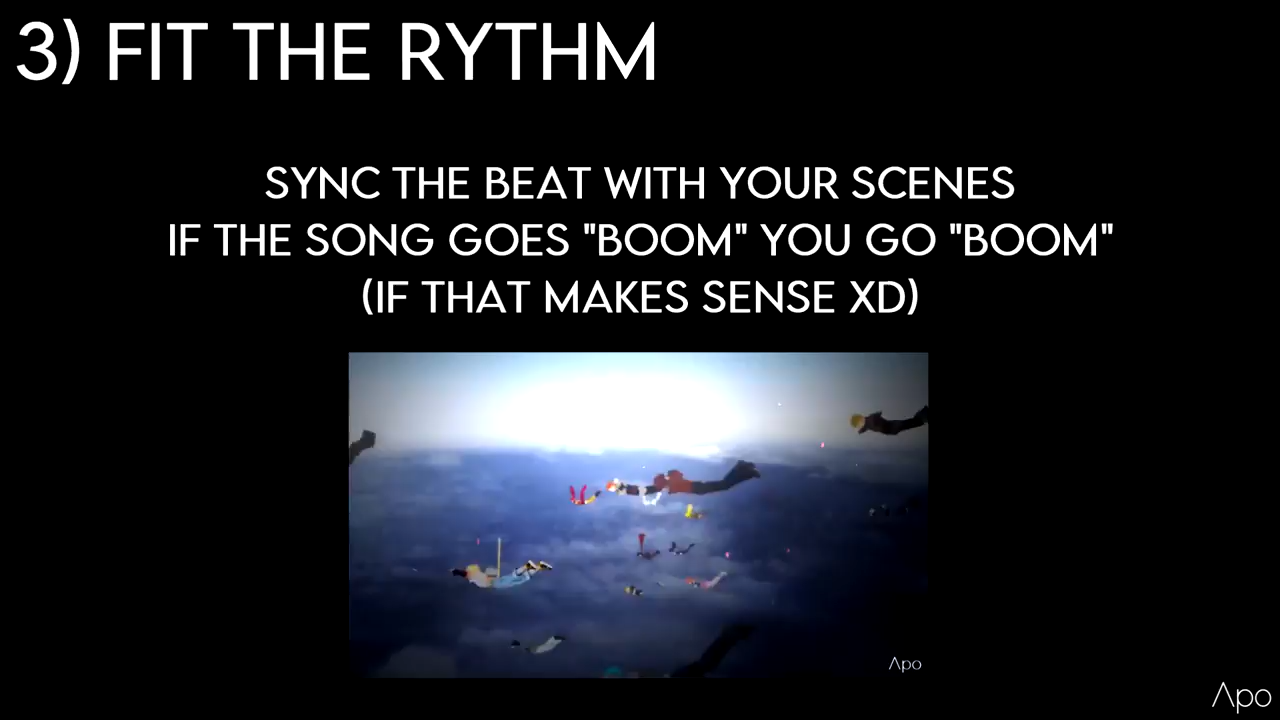 3) FIT THE RYTHM
SYNC THE BEAT WITH YOUR SCENES
IF THE SONG GOES "BOOM" YOU GO "BOOM"
(IF THAT MAKES SENSE XD)
Apo
Apo